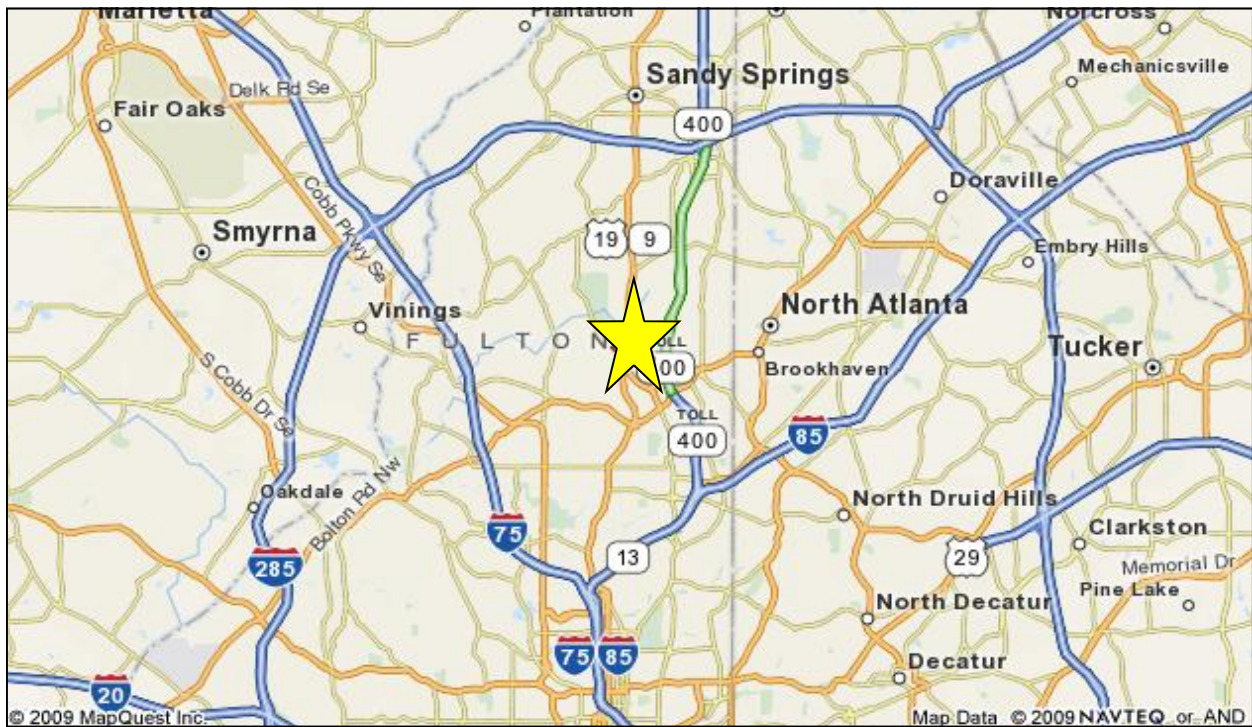 Marietta
Plantation
Norcross
Mechanicsville
Sandy Springs
Delk Rd Se
Fair Oaks
400
Doraville
Cobb Pkwy Se
Smyrna
19
9
Embry Hills
Vinings
North Atlanta
FULTON
Tucker
Brookhaven
S Cobb Dr Se
TOLL
400
85
Oakdale
Bolton Rd Nw
North Druid Hills
75
Clarkston
13
29
285
Memorial Dr
Pine Lake
North Decatur
75
85
Decatur
20
© 2009 MapQuest Inc.
Map Data © 2009 NAVTEQ or AND